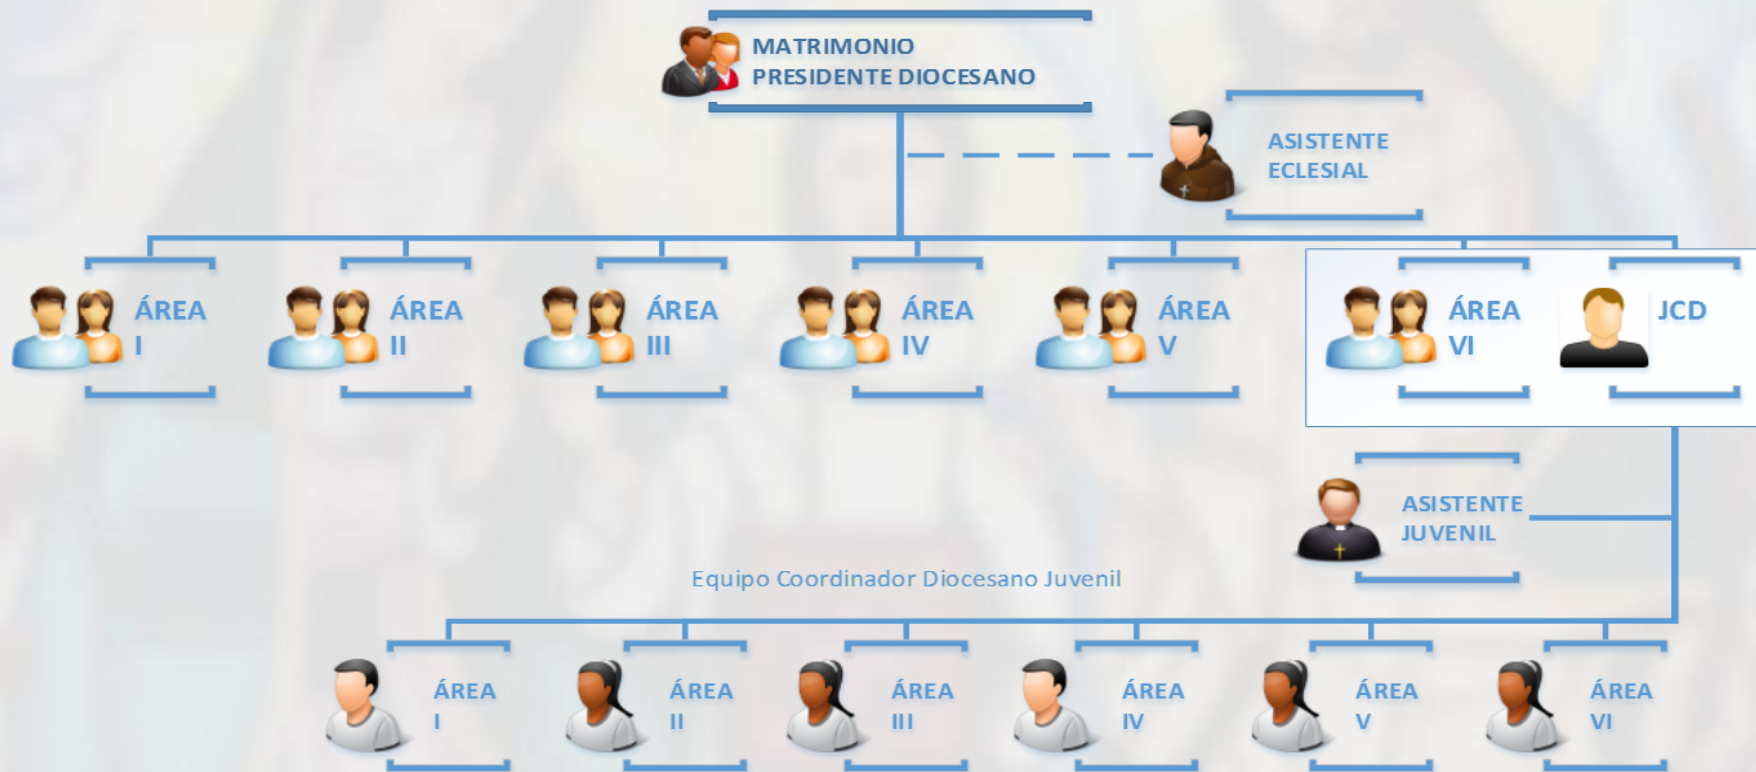 MATRIMONIO
PRESIDENTE DIOCESANO
ASISTENTE
ECLESIAL
ÁREA
I
ÁREA
II
ÁREA
III
ÁREA
IV
ÁREA
V
ÁREA
VI
JCD
ASISTENTE
JUVENIL
Equipo Coordinador Diocesano Juvenil
ÁREA
I
ÁREA
II
ÁREA
III
ÁREA
IV
ÁREA
V
ÁREA
VI